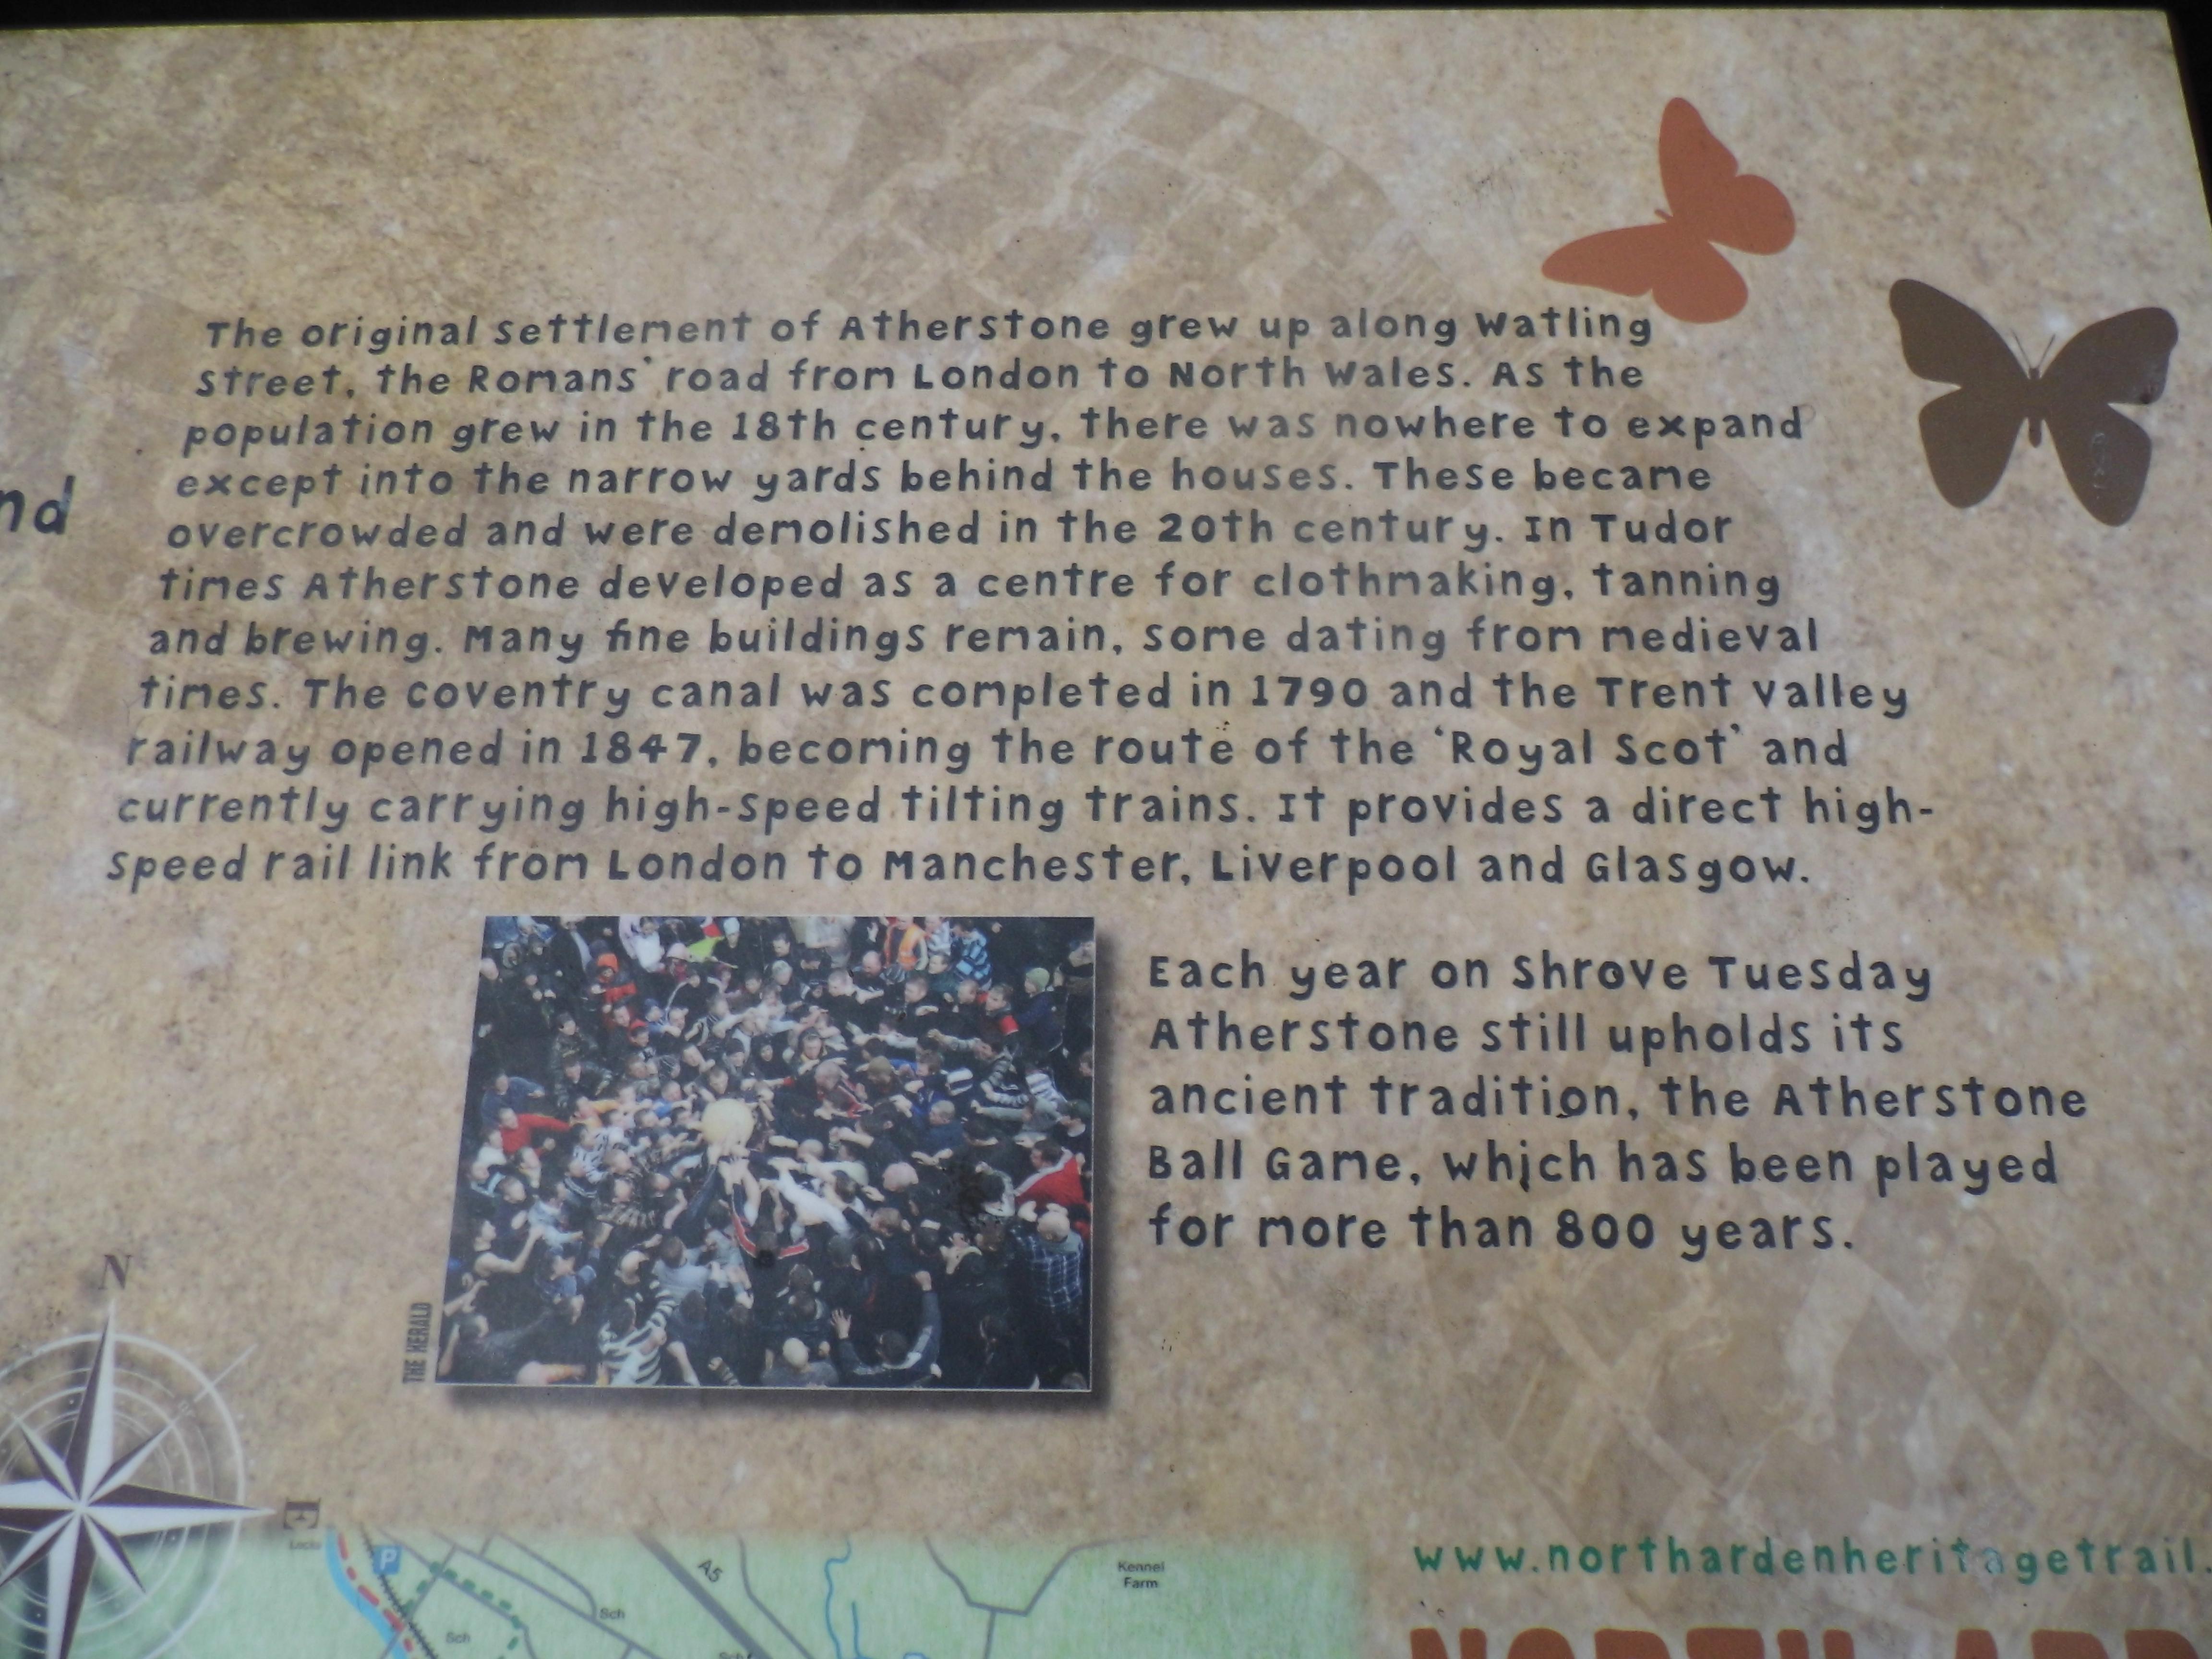 The original settlement of Atherstone grew up along Watling
Street, the Romans' road from London to North Wales. As the
population grew in the 18th century, there was nowhere to expand
except into the narrow yards behind the houses. These became
overcrowded and were demolished in the 20th century. In Tudor
times Atherstone developed as a centre for clothmaking, tanning
and brewing. Many fine buildings remain, some dating from medieval
times. The Coventry canal was completed in 1790 and the Trent Valley
railway opened in 1847, becoming the route of the 'Royal Scot' and
currently carrying high-speed tilting trains. It provides a direct high-
speed rail link from London to Manchester, Liverpool and Glasgow.
nd
Each year on Shrove Tuesday
Atherstone still upholds its
ancient tradition, the Atherstone
Ball Game, which has been played
for more than 800 years.
THE HERALD
N
E
Locks
P
A5
Kennel
Farm
Sch
Sch
Sch
www.northardenheritagetrail.
NORTH ARD